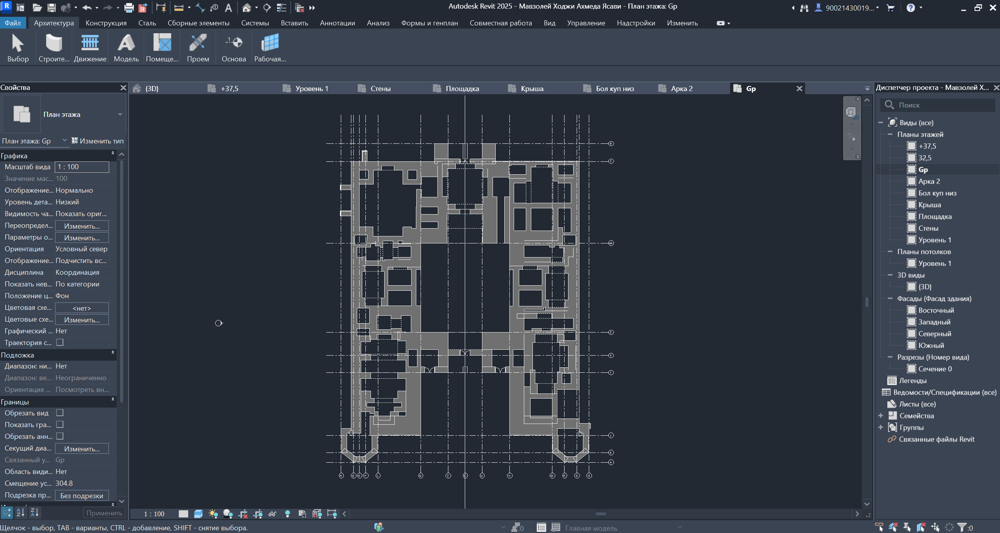 Autodesk Revit 2025 - Мавзолей Ходжи Ахмеда Ясави - План этажа: Gp
90021430019...
Файл Архитектура Конструкция Сталь Сборные элементы Системы Вставить Аннотации Анализ Формы и генплан Совместная работа Вид Управление Надстройки Изменить
Выбор Строите... Движение Модель Помеще... Проем Основа Рабочая...
Свойства
{3D} +37,5 Уровень 1 Стены Площадка Крыша Бол куп низ Арка 2 Gp
План этажа
План этажа: Gp Изменить тип
Графика
Масштаб вида 1 : 100
Значение мас... 100
Отображение... Нормально
Уровень дета... Низкий
Видимость ча... Показать ориг...
Переопредел... Изменить...
Параметры о... Изменить...
Ориентация Условный север
Отображение... Подчистить вс...
Дисциплина Координация
Показать нев... По категории
Положение ц... Фон
Цветовая схе... <нет>
Цветовые схе... Изменить...
Графический ... Нет
Траектория с...
Подложка
Диапазон: ни... Нет
Диапазон: ве... Неограниченно
Ориентация ... Посмотреть вн...
Границы
Обрезать вид
Показать гра...
Обрезать анн...
Секущий диа... Изменить...
Связанный у... Gp
Область види... Нет
Смещение ус... 304.8
Подрезка пр... Без подрезки
Применить
2D
1 : 100
Щелчок - выбор, TAB - варианты, CTRL - добавление, SHIFT - снятие выбора.
:0
Главная модель
:0
Диспетчер проекта - Мавзолей Х...
Поиск
Виды (все)
Планы этажей
+37,5
32,5
Gp
Арка 2
Бол куп низ
Крыша
Площадка
Стены
Уровень 1
Планы потолков
Уровень 1
3D виды
{3D}
Фасады (Фасад здания)
Восточный
Западный
Северный
Южный
Разрезы (Номер вида)
Сечение 0
Легенды
Ведомости/Спецификации (все)
Листы (все)
Семейства
Группы
Связанные файлы Revit